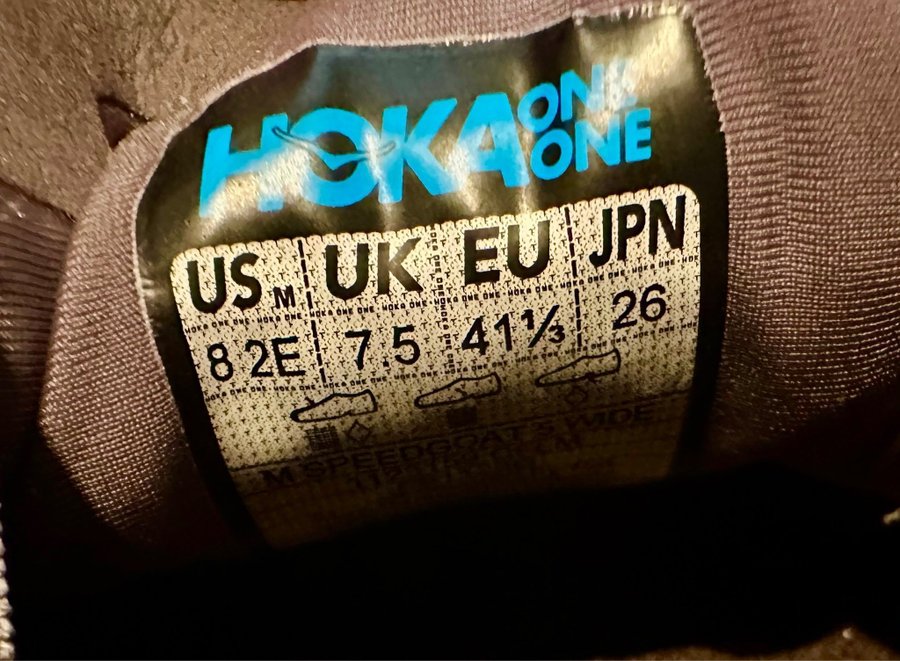 HOKA ONE ONE
US M UK EU JPN
8 2E 7.5 41⅓ 26
M SPEEDGOAT 5 WIDE